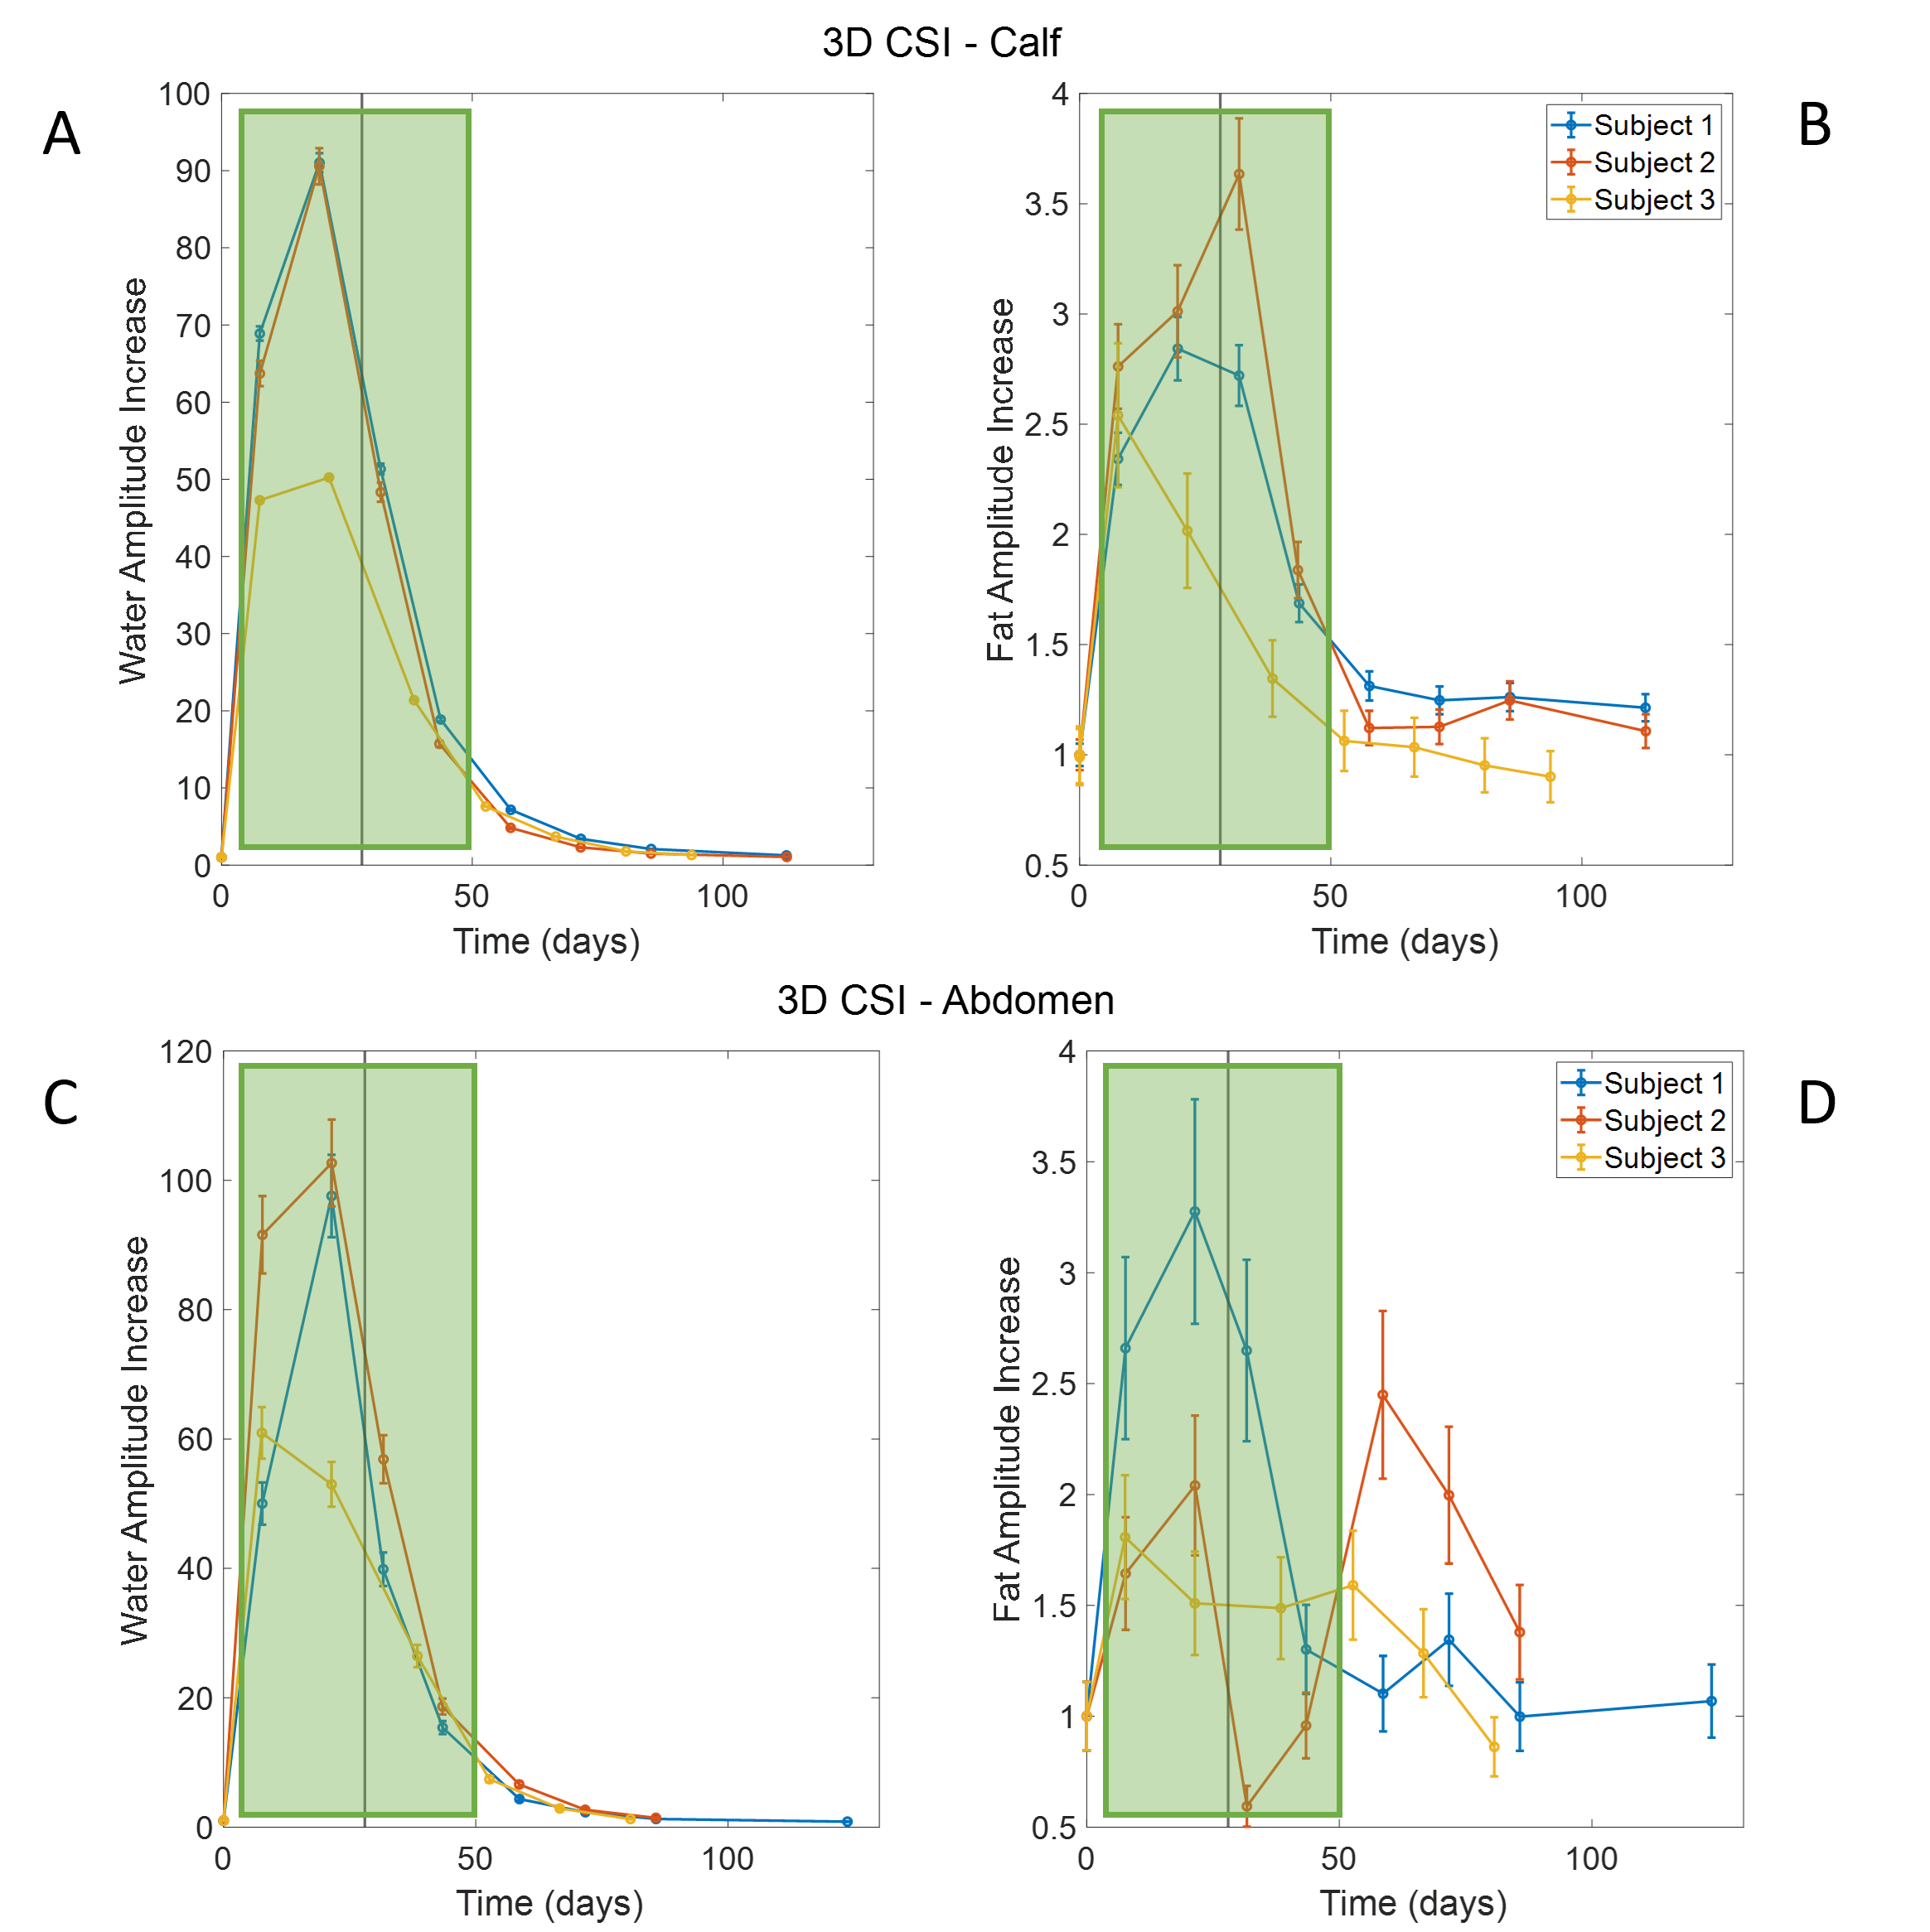 3D CSI - Calf
A
100
90
80
70
60
50
40
30
20
10
0
Water Amplitude Increase
0 50 100
Time (days)
B
4
3.5
3
2.5
2
1.5
1
0.5
Fat Amplitude Increase
0 50 100
Time (days)
Subject 1
Subject 2
Subject 3
3D CSI - Abdomen
C
120
100
80
60
40
20
0
Water Amplitude Increase
0 50 100
Time (days)
D
4
3.5
3
2.5
2
1.5
1
0.5
Fat Amplitude Increase
0 50 100
Time (days)
Subject 1
Subject 2
Subject 3